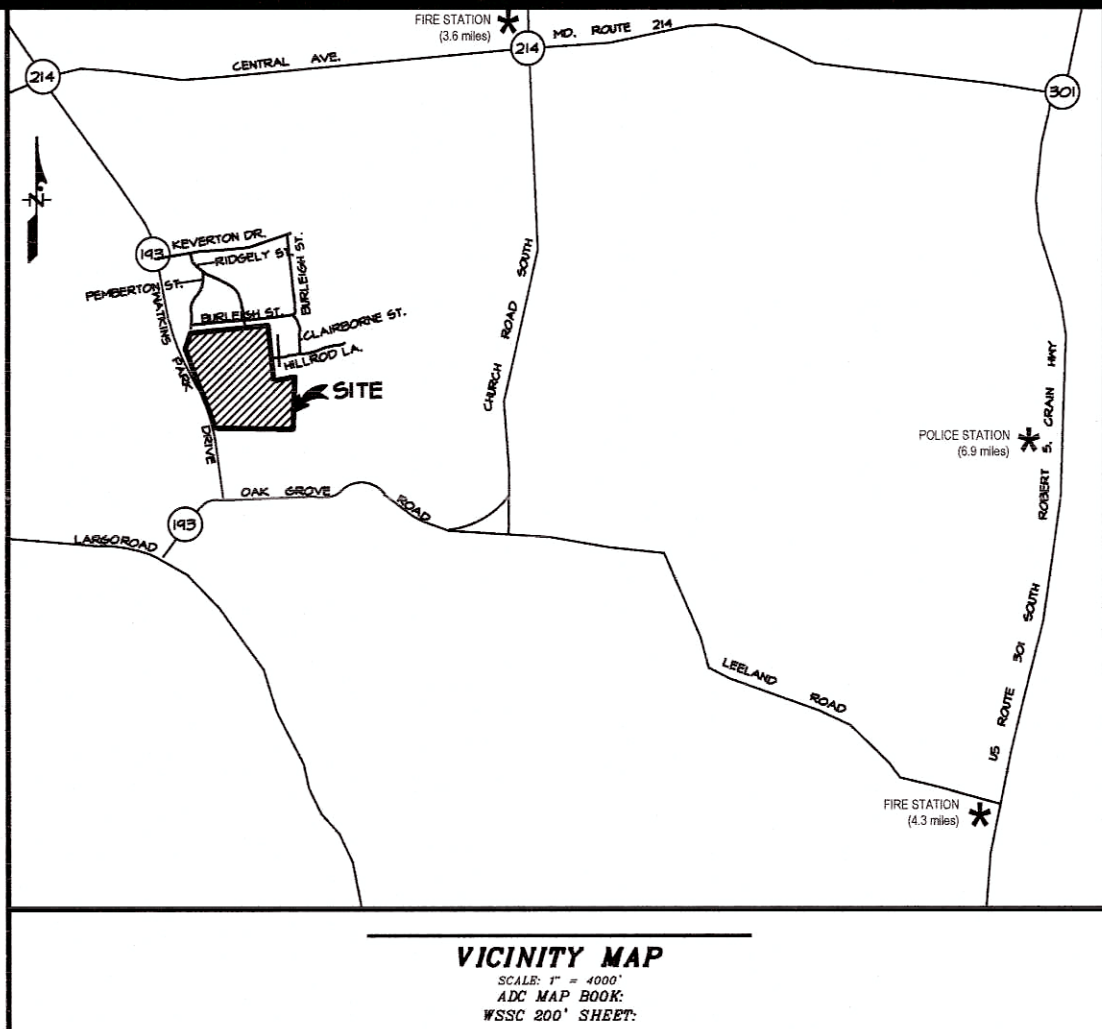 FIRE STATION
(3.6 miles)
214
MD. ROUTE 214
CENTRAL AVE.
214
301
N
193
KEVERTON DR.
RIDGELY ST.
PEMBERTON ST.
BURLEIGH ST.
BURLEIGH ST.
CLAIRBORNE ST.
HILLROD LA.
WATKINS PARK DRIVE
SITE
CHURCH ROAD SOUTH
POLICE STATION
(6.9 miles)
ROBERT S. CRAIN HWY
OAK GROVE ROAD
193
LARGO ROAD
LEELAND ROAD
US ROUTE 301 SOUTH
FIRE STATION
(4.3 miles)
VICINITY MAP
SCALE: 1" = 4000'
ADC MAP BOOK:
WSSC 200' SHEET: